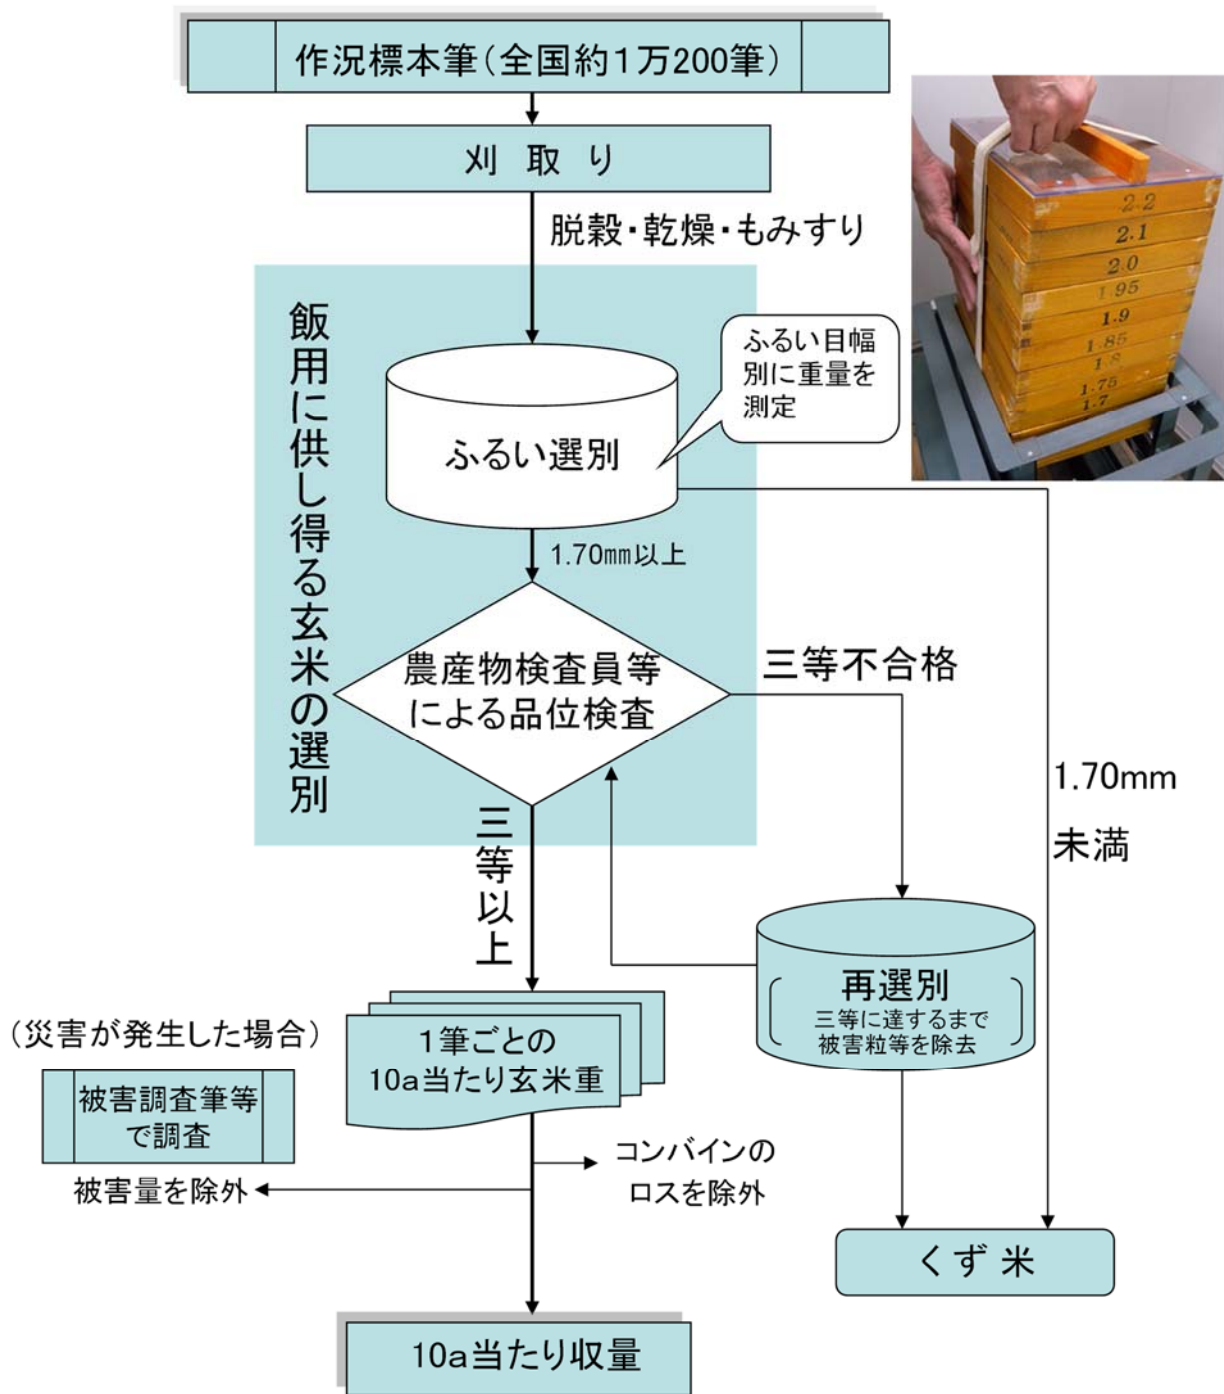 作況標本筆（全国約１万200筆）
刈 取 り
脱穀・乾燥・もみすり
飯用に供し得る玄米の選別
ふるい目幅
別に重量を
測定
ふるい選別
1.70㎜以上
農産物検査員等
による品位検査
三等不合格
三等以上
1.70mm
未満
再選別
三等に達するまで
被害粒等を除去
（災害が発生した場合）
被害調査筆等
で調査
被害量を除外
１筆ごとの
10a当たり玄米重
コンバインの
ロスを除外
くず 米
10a当たり収量
2.2
2.1
2.0
1.95
1.9
1.85
1.8
1.75
1.7